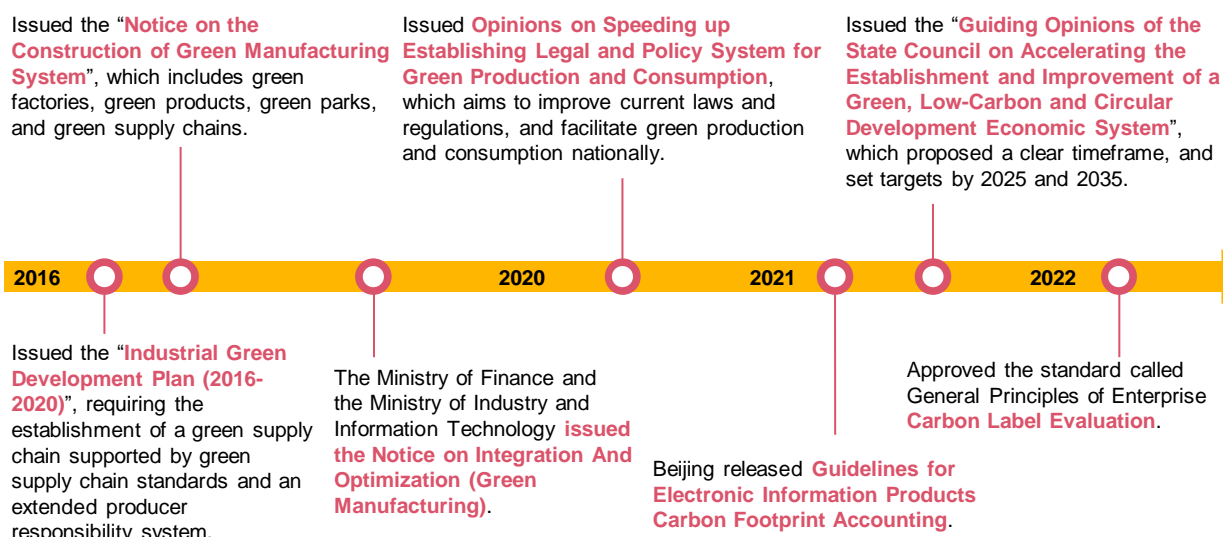 Issued the “Notice on the
Construction of Green Manufacturing
System”, which includes green
factories, green products, green parks,
and green supply chains.
Issued Opinions on Speeding up
Establishing Legal and Policy System for
Green Production and Consumption,
which aims to improve current laws and
regulations, and facilitate green production
and consumption nationally.
Issued the “Guiding Opinions of the
State Council on Accelerating the
Establishment and Improvement of a
Green, Low-Carbon and Circular
Development Economic System”,
which proposed a clear timeframe, and
set targets by 2025 and 2035.
2016
2020
2021
2022
Issued the “Industrial Green
Development Plan (2016-
2020)”, requiring the
establishment of a green supply
chain supported by green
supply chain standards and an
extended producer
responsibility system.
The Ministry of Finance and
the Ministry of Industry and
Information Technology issued
the Notice on Integration And
Optimization (Green
Manufacturing).
Beijing released Guidelines for
Electronic Information Products
Carbon Footprint Accounting.
Approved the standard called
General Principles of Enterprise
Carbon Label Evaluation.